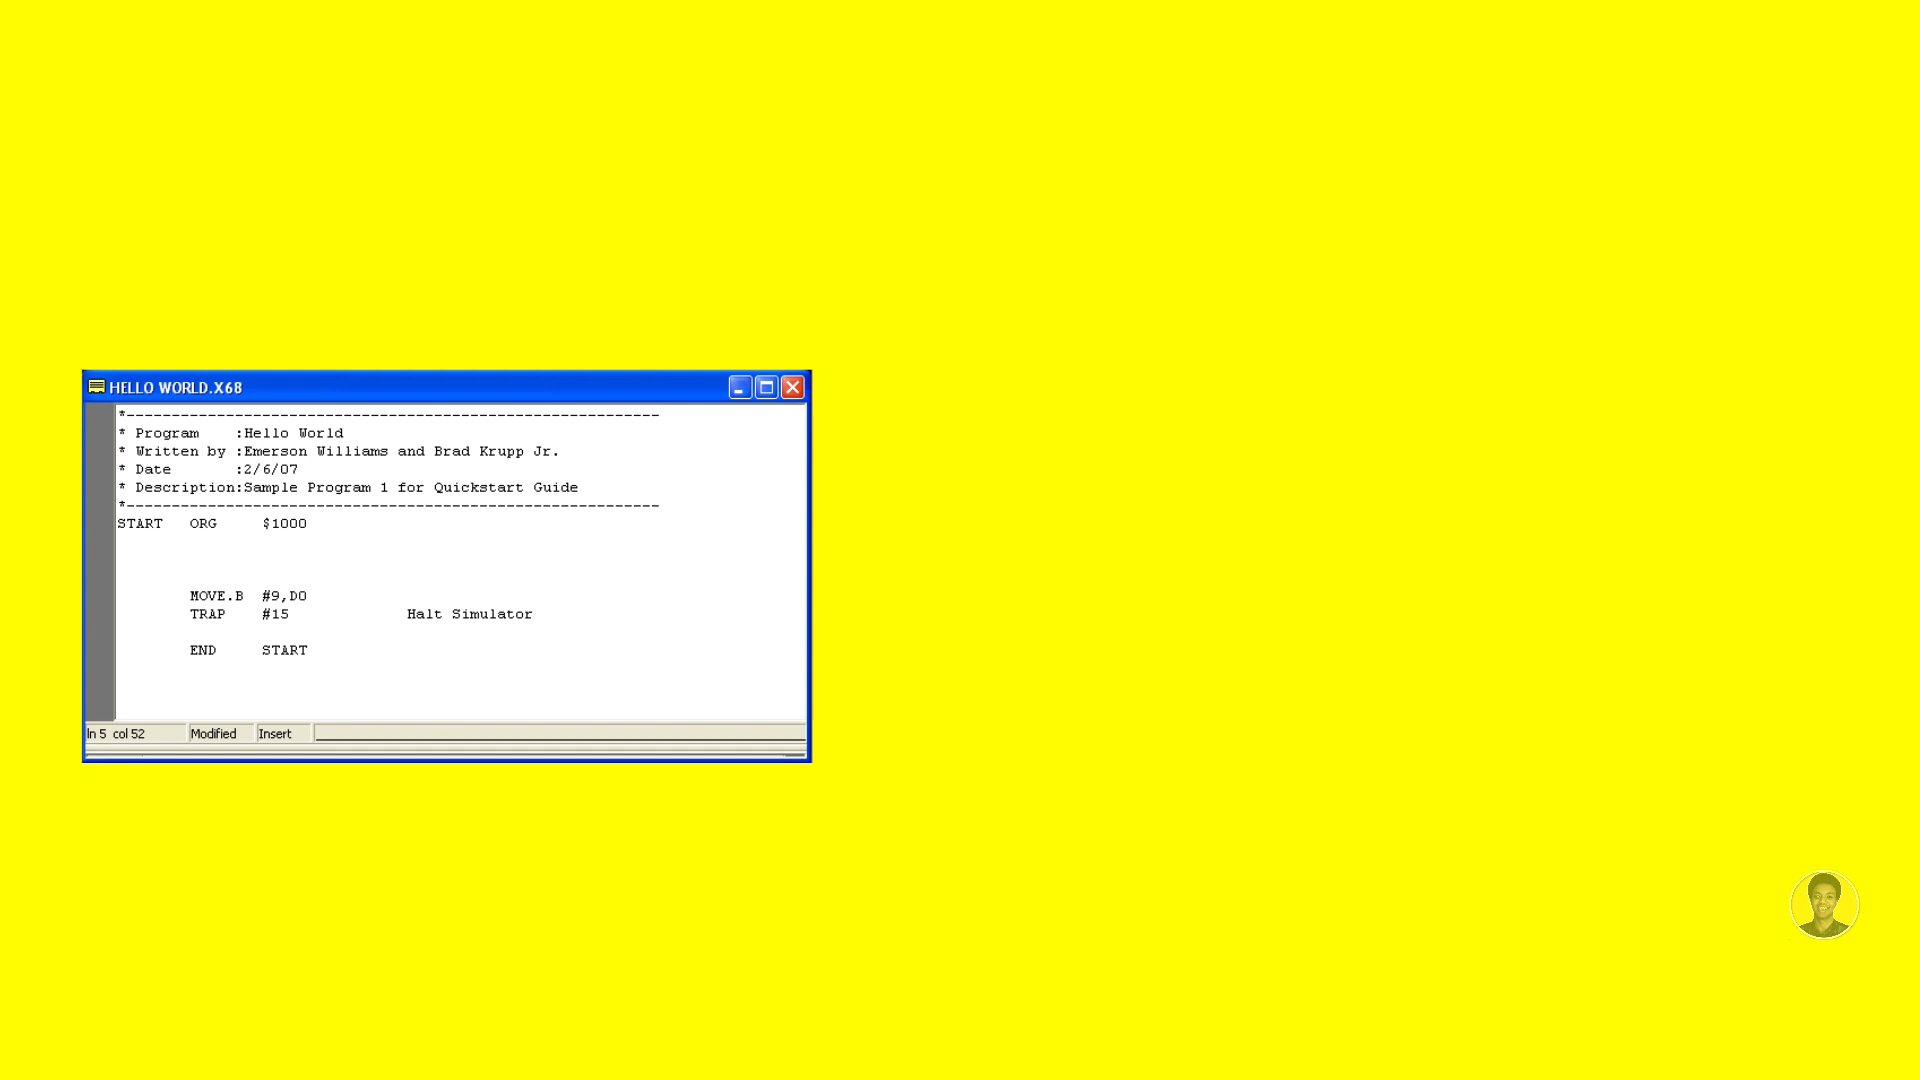 HELLO WORLD.X68
*-----------------------------------------------------------
* Program    :Hello World
* Written by :Emerson Williams and Brad Krupp Jr.
* Date       :2/6/07
* Description:Sample Program 1 for Quickstart Guide
*-----------------------------------------------------------
START   ORG     $1000
MOVE.B  #9,D0
TRAP    #15             Halt Simulator
END     START
ln 5  col 52   Modified   Insert